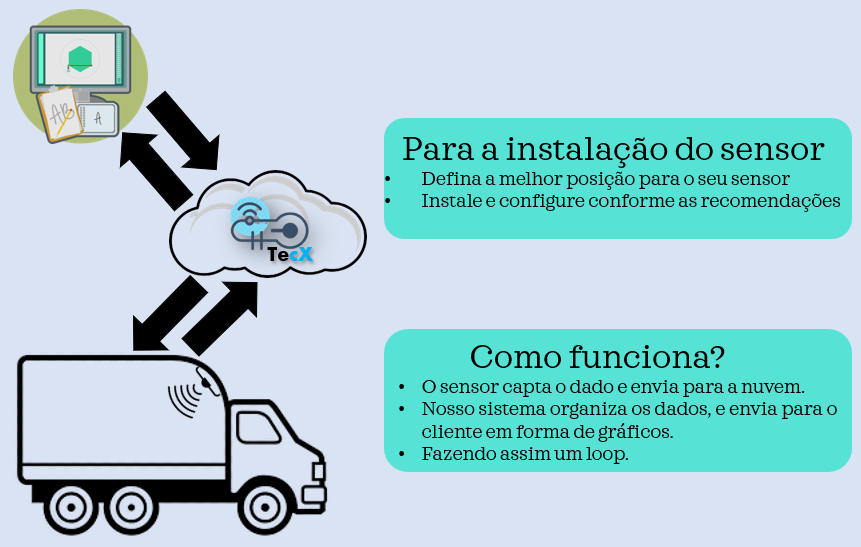 AB
A
TecX
Para a instalação do sensor
• Defina a melhor posição para o seu sensor
• Instale e configure conforme as recomendações
Como funciona?
• O sensor capta o dado e envia para a nuvem.
• Nosso sistema organiza os dados, e envia para o
cliente em forma de gráficos.
• Fazendo assim um loop.